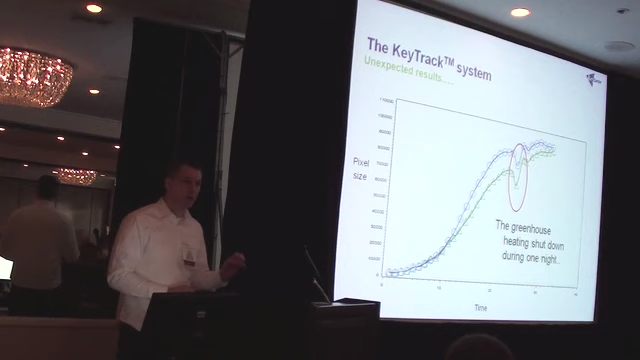 The KeyTrack™ system
Unexpected results.....
Pixel
size
The greenhouse
heating shut down
during one night..
Time